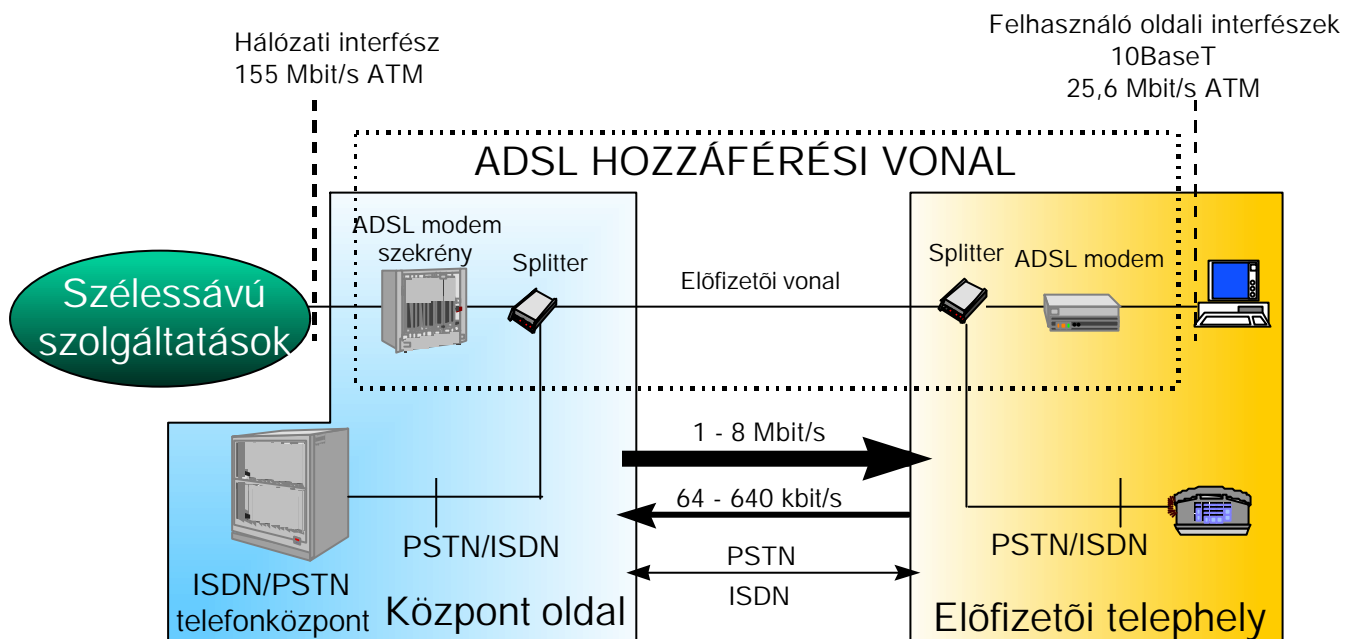 Hálózati interfész
155 Mbit/s ATM
Felhasználó oldali interfészek
10BaseT
25,6 Mbit/s ATM
ADSL HOZZÁFÉRÉSI VONAL
ADSL modem
szekrény
Splitter
Elõfizetõi vonal
Splitter
ADSL modem
Szélessávú
szolgáltatások
1 - 8 Mbit/s
64 - 640 kbit/s
PSTN/ISDN
PSTN
ISDN
PSTN/ISDN
ISDN/PSTN
telefonközpont
Központ oldal
Elõfizetõi telephely